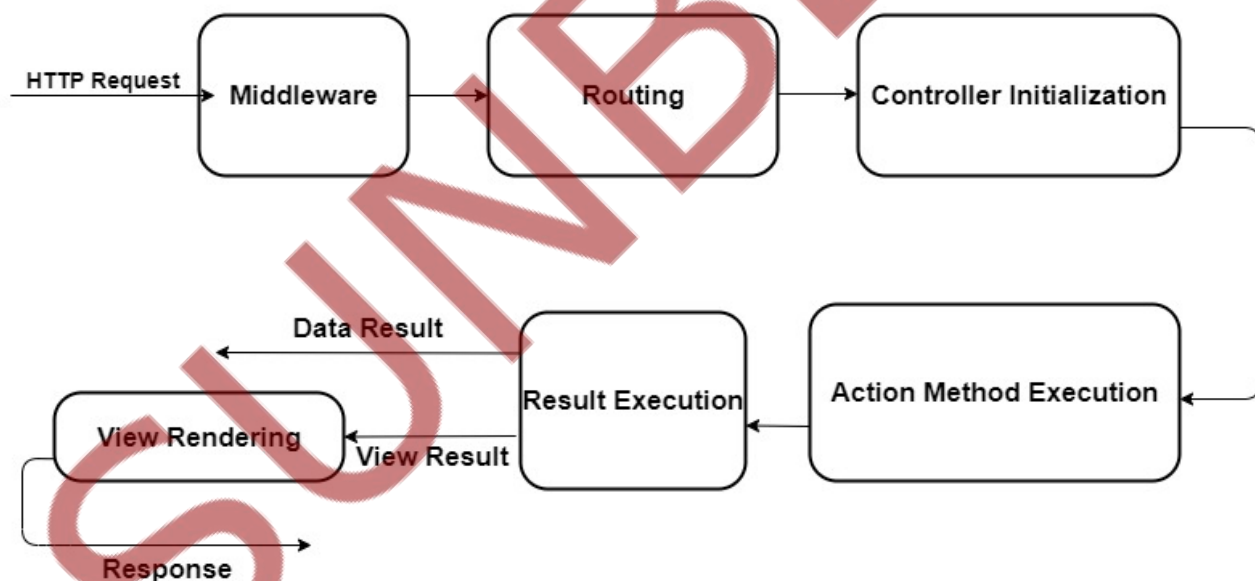 HTTP Request
Middleware
Routing
Controller Initialization
Data Result
Result Execution
Action Method Execution
View Rendering
View Result
Response
SUNB